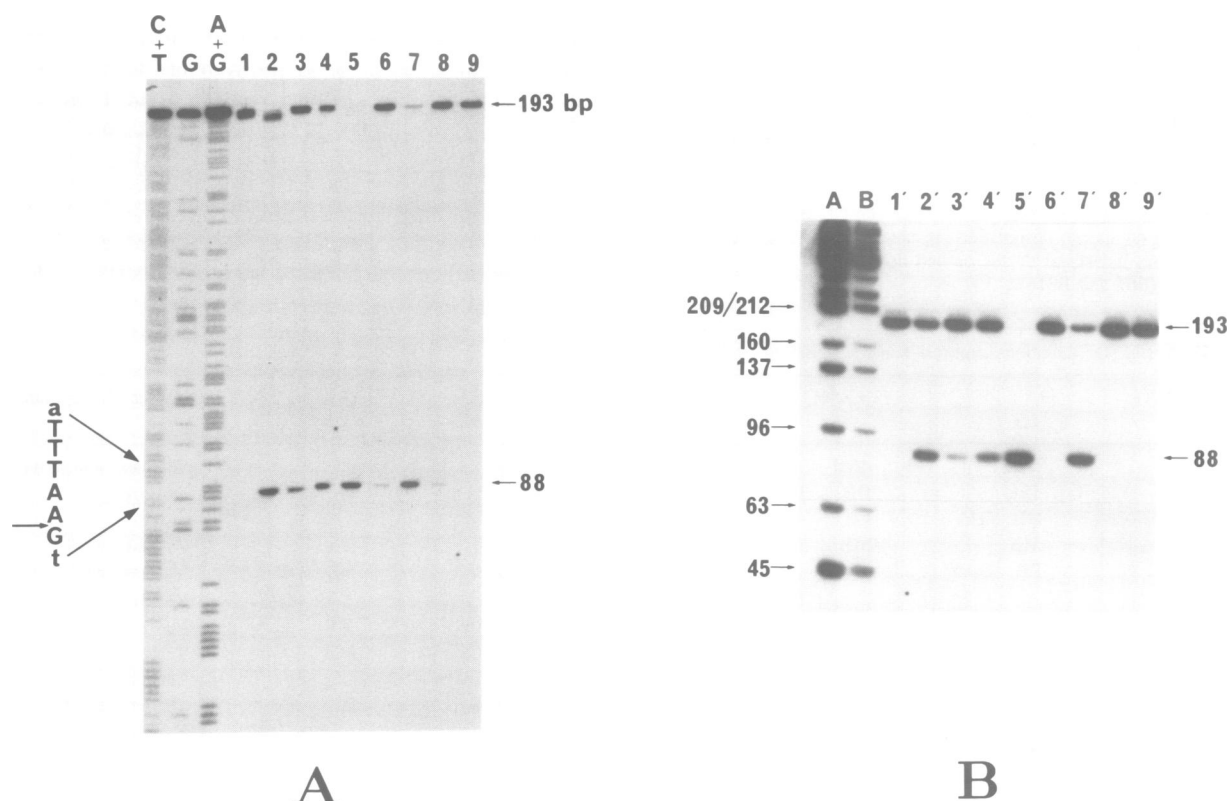 C + T G A + G 1 2 3 4 5 6 7 8 9
←193 bp
a
T
T
T
A
A
G
t
←88
A
A B 1′ 2′ 3′ 4′ 5′ 6′ 7′ 8′ 9′
209/212→
160→
137→
96→
63→
45→
←193
←88
B